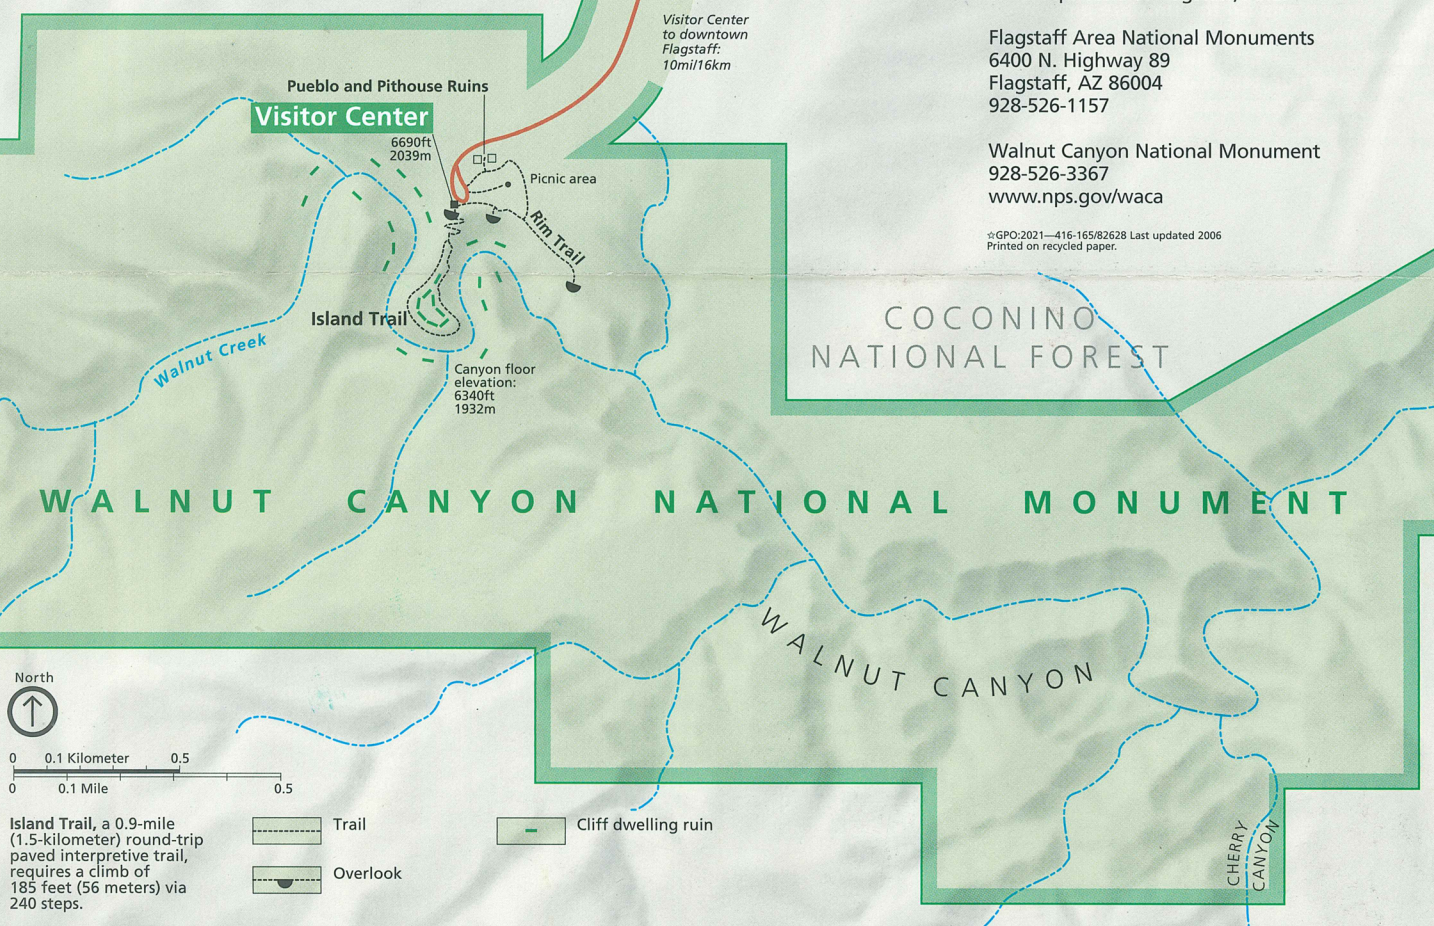 Visitor Center
to downtown
Flagstaff:
10mi/16km
Flagstaff Area National Monuments
6400 N. Highway 89
Flagstaff, AZ 86004
928-526-1157
Walnut Canyon National Monument
928-526-3367
www.nps.gov/waca
☆GPO:2021—416-165/82628 Last updated 2006
Printed on recycled paper.
Pueblo and Pithouse Ruins
Visitor Center
6690ft
2039m
Picnic area
Rim Trail
Island Trail
Walnut Creek
Canyon floor
elevation:
6340ft
1932m
COCONINO
NATIONAL FOREST
WALNUT CANYON NATIONAL MONUMENT
WALNUT CANYON
CHERRY
CANYON
North
0 0.1 Kilometer 0.5
0 0.1 Mile 0.5
Island Trail, a 0.9-mile
(1.5-kilometer) round-trip
paved interpretive trail,
requires a climb of
185 feet (56 meters) via
240 steps.
Trail
Overlook
Cliff dwelling ruin